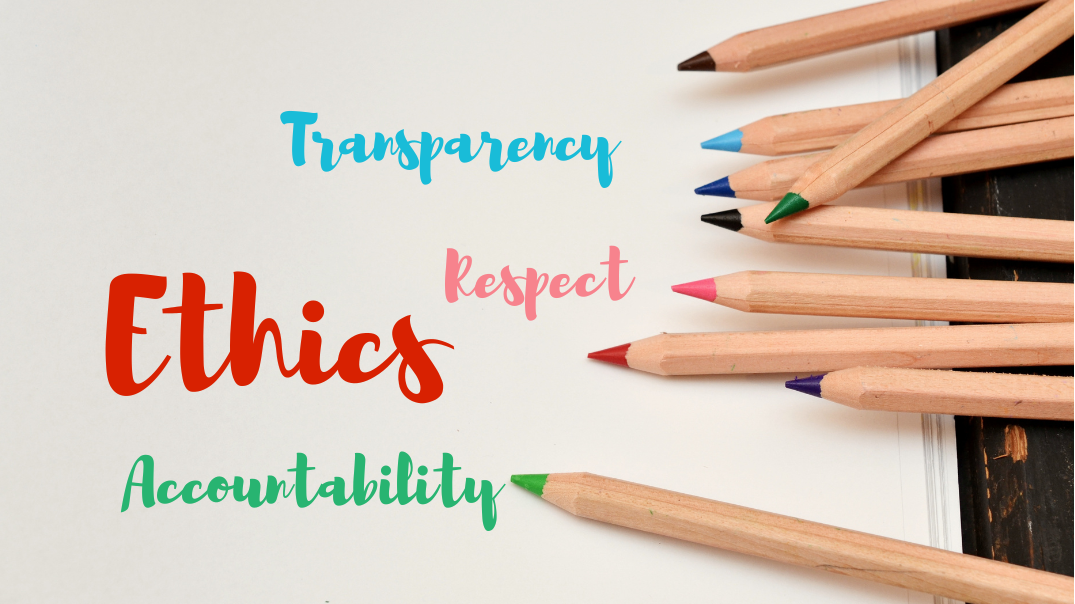 Transparency
Respect
Ethics
Accountability